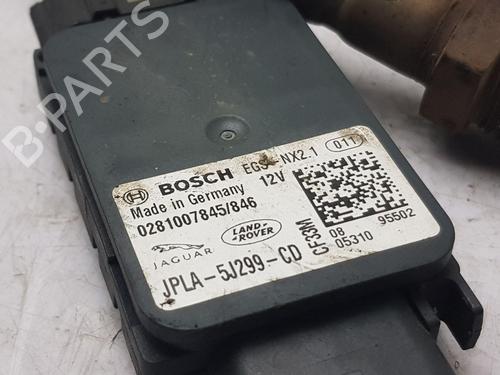 B-PARTS
BOSCH EGS-NX2.1 011
Made in Germany 12V
0281007845/846
JAGUAR LAND ROVER
JPLA-5J299-CD CF33M
08 95502
05310